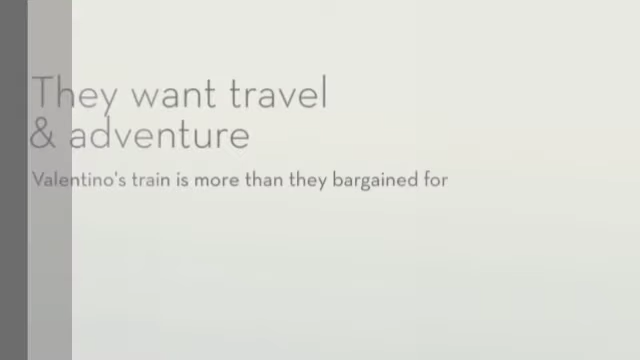 They want travel
& adventure
Valentino's train is more than they bargained for